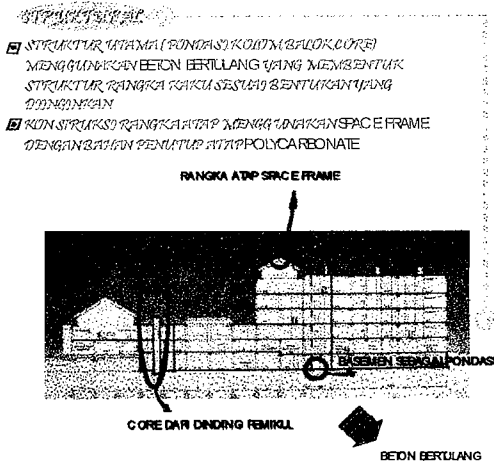 STRUKTURAL
STRUKTUR UTAMA (PONDASI, KOLOM, BALOK, CORE)
MENGGUNAKAN BETON BERTULANG YANG MEMBENTUK
STRUKTUR RANGKA KAKU SESUAI BENTUKAN YANG
DIINGINKAN
KONSTRUKSI RANGKA ATAP MENGGUNAKAN SPACE FRAME
DENGAN BAHAN PENUTUP ATAP POLYCARBONATE
RANGKA ATAP SPACE FRAME
BASEMEN SEBAGAI PONDASI
CORE DARI DINDING PEMIKUL
BETON BERTULANG